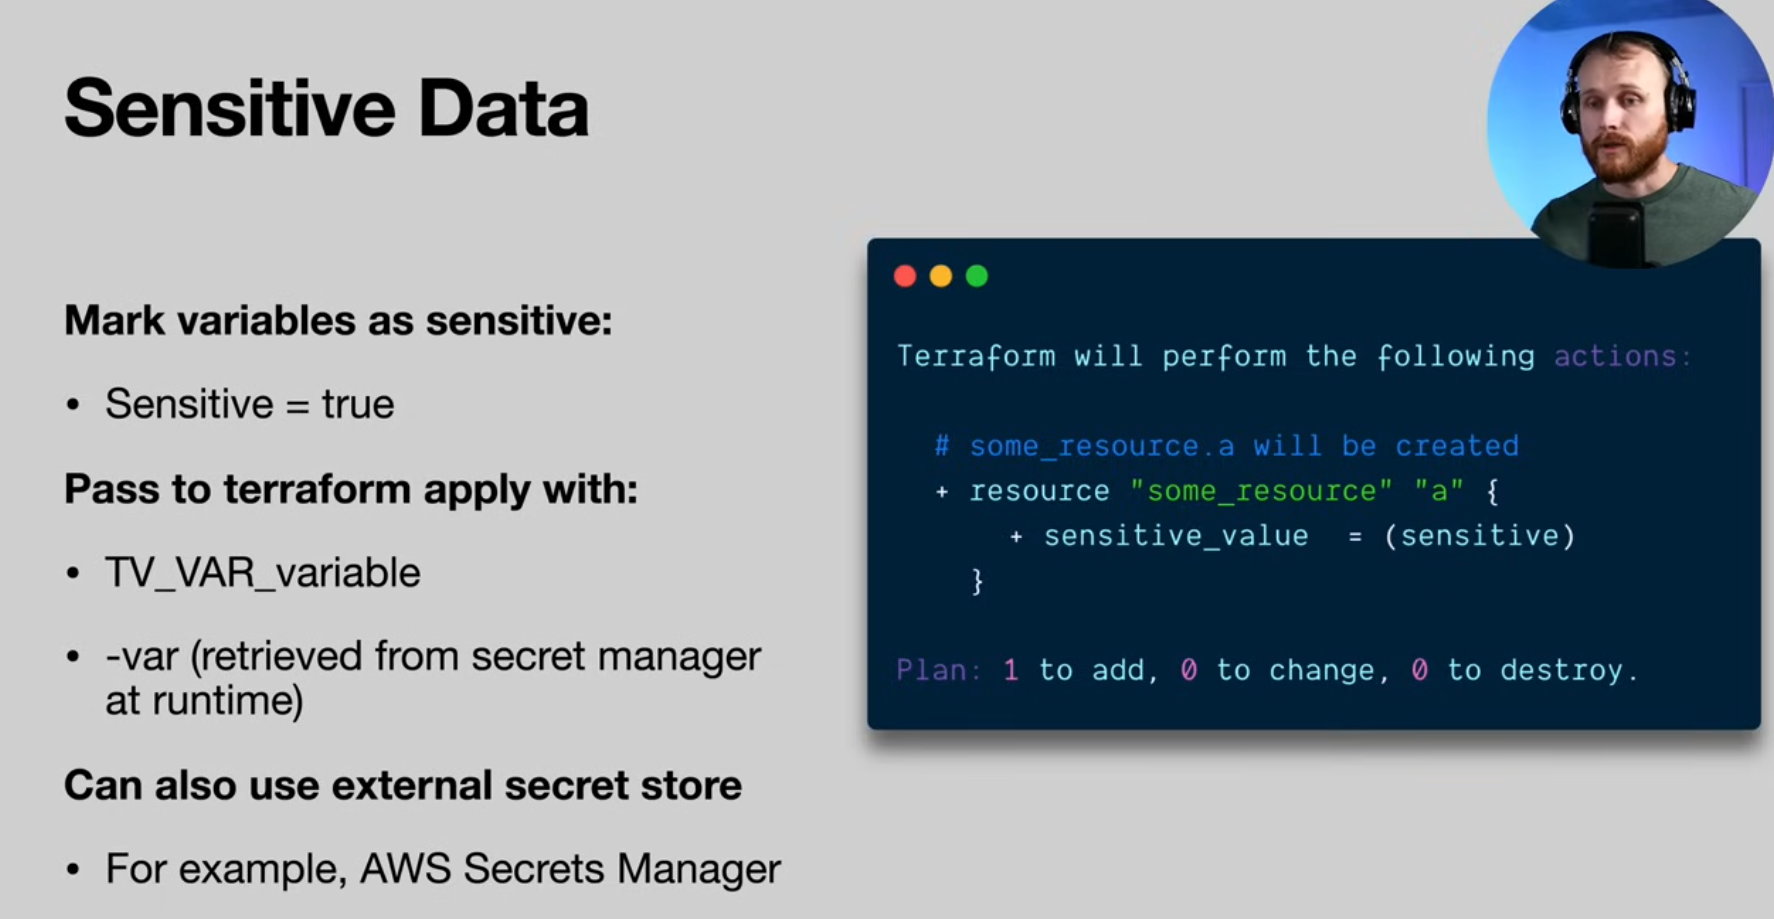 Sensitive Data
Mark variables as sensitive:
• Sensitive = true
Pass to terraform apply with:
• TV_VAR_variable
• -var (retrieved from secret manager
at runtime)
Can also use external secret store
• For example, AWS Secrets Manager
Terraform will perform the following actions:
# some_resource.a will be created
+ resource "some_resource" "a" {
+ sensitive_value = (sensitive)
}
Plan: 1 to add, 0 to change, 0 to destroy.